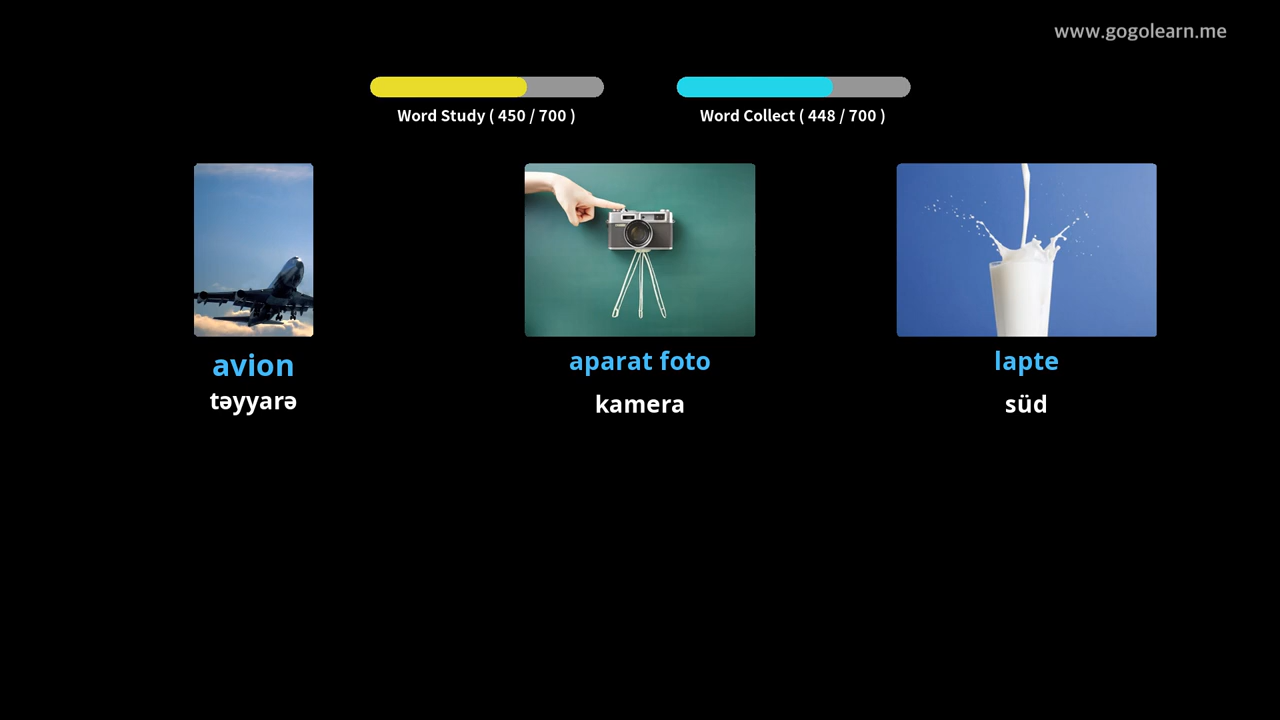 www.gogolearn.me
Word Study ( 450 / 700 )
Word Collect ( 448 / 700 )
avion
təyyarə
aparat foto
kamera
lapte
süd